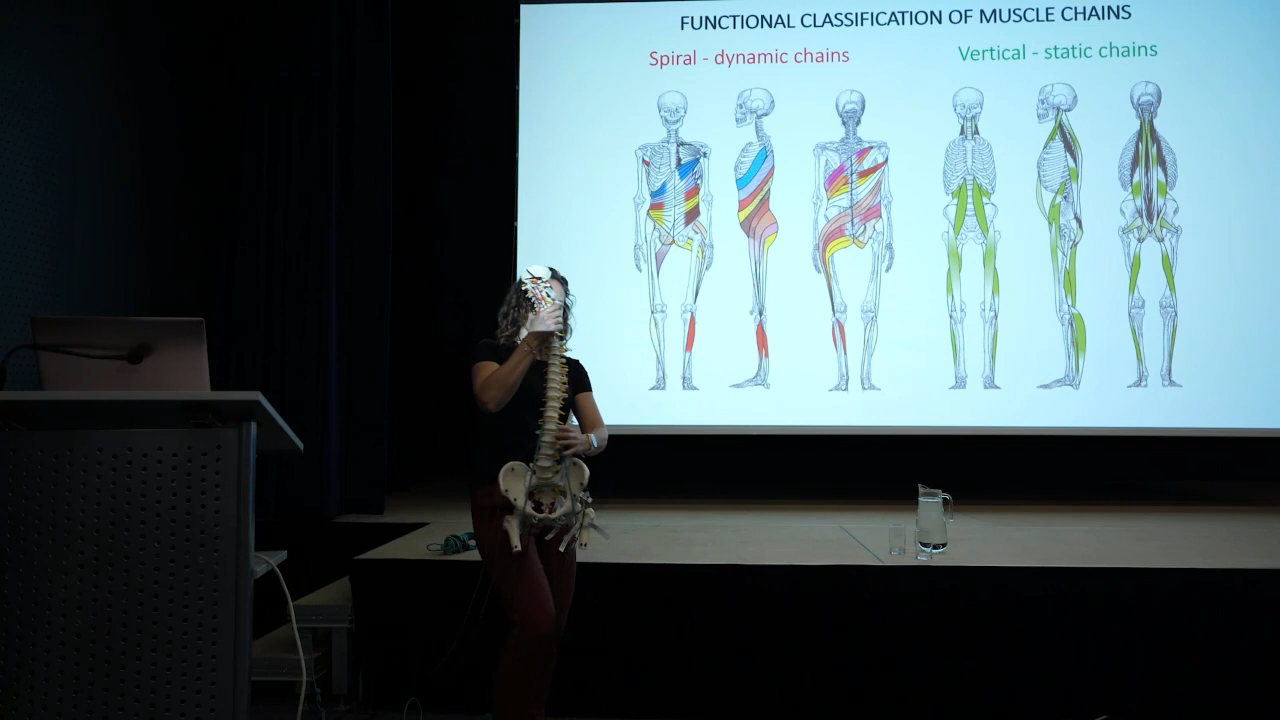 FUNCTIONAL CLASSIFICATION OF MUSCLE CHAINS
Spiral - dynamic chains
Vertical - static chains